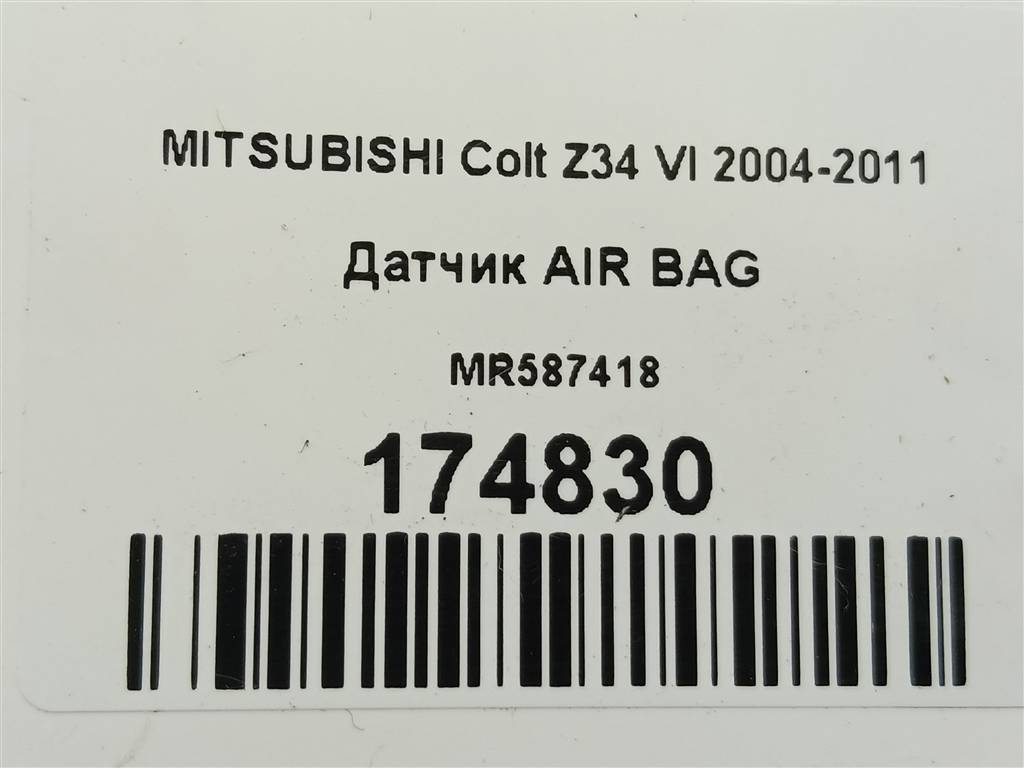 MITSUBISHI Colt Z34 VI 2004-2011
Датчик AIR BAG
MR587418
174830